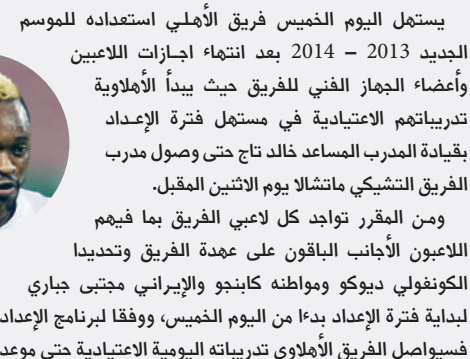 يستهل اليوم الخميس فريق الأهلي استعداده للموسم
الجديد 2013 – 2014 بعد انتهاء اجـازات اللاعبين
وأعضاء الجهاز الفني للفريق حيث يبدأ الأهلاوية
تدريباتهم الاعتيادية في مستهل فترة الإعـداد
بقيادة المدرب المساعد خالد تاج حتى وصول مدرب
الفريق التشيكي ماتشالا يوم الاثنين المقبل.
ومـن المقرر تواجد كل لاعبي الفريق بما فيهم
اللاعبون الأجانب الباقون على عهدة الفريق وتحديدا
الكونغولي ديوكو ومواطنه كابنجو والإيـراني مجتبى جباري
لبداية فترة الإعداد بدءا من اليوم الخميس، ووفقا لبرنامج الإعداد
فسيواصل الفريق الأهلاوي تدريباته اليومية الاعتيادية حتى موعد